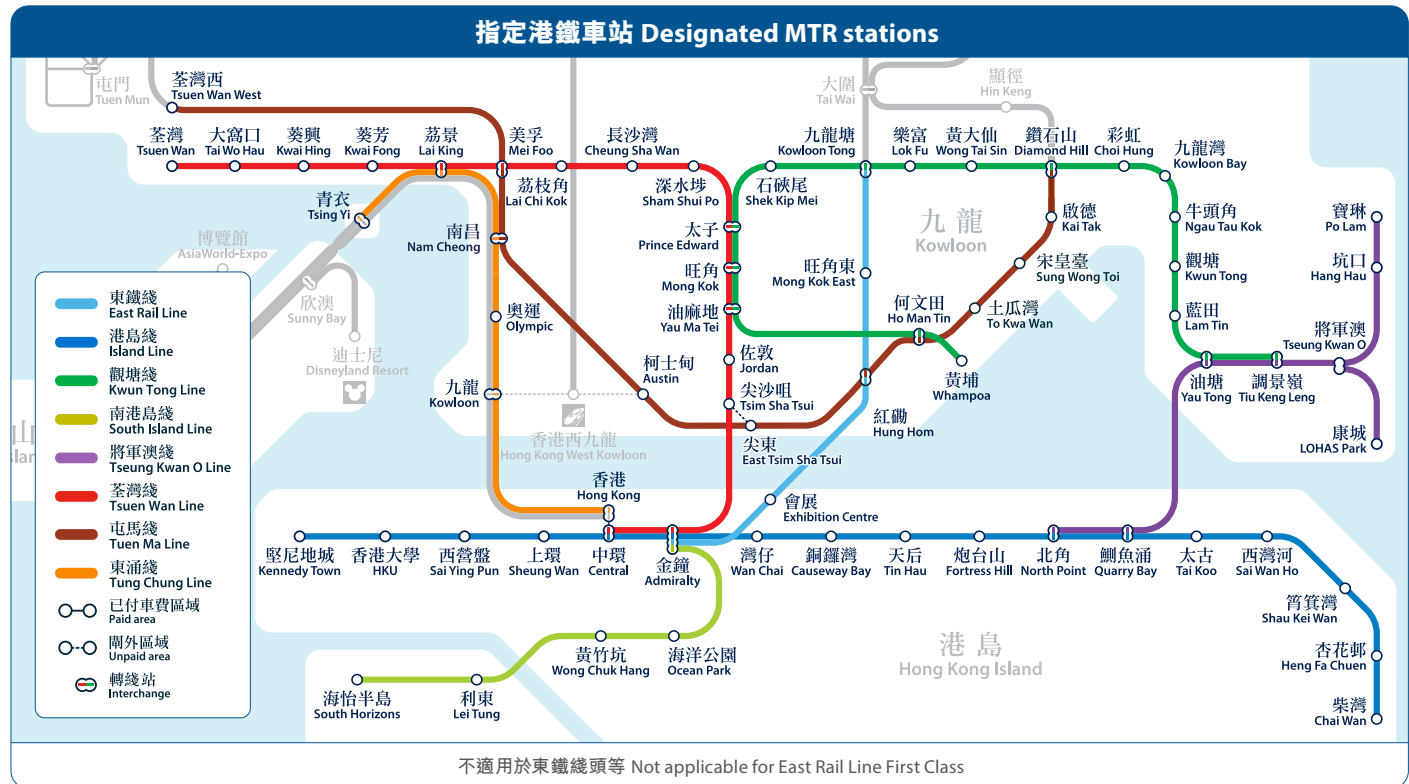 指定港鐵車站 Designated MTR stations
屯門
Tuen Mun
荃灣西
Tsuen Wan West
大圍
Tai Wai
顯徑
Hin Keng
荃灣
Tsuen Wan
大窩口
Tai Wo Hau
葵興
Kwai Hing
葵芳
Kwai Fong
荔景
Lai King
美孚
Mei Foo
長沙灣
Cheung Sha Wan
九龍塘
Kowloon Tong
樂富
Lok Fu
黃大仙
Wong Tai Sin
鑽石山
Diamond Hill
彩虹
Choi Hung
九龍灣
Kowloon Bay
荔枝角
Lai Chi Kok
深水埗
Sham Shui Po
石硤尾
Shek Kip Mei
青衣
Tsing Yi
博覽館
AsiaWorld-Expo
南昌
Nam Cheong
太子
Prince Edward
九龍
Kowloon
啟德
Kai Tak
牛頭角
Ngau Tau Kok
寶琳
Po Lam
旺角
Mong Kok
旺角東
Mong Kok East
宋皇臺
Sung Wong Toi
觀塘
Kwun Tong
坑口
Hang Hau
欣澳
Sunny Bay
奧運
Olympic
油麻地
Yau Ma Tei
何文田
Ho Man Tin
土瓜灣
To Kwa Wan
藍田
Lam Tin
將軍澳
Tseung Kwan O
迪士尼
Disneyland Resort
九龍
Kowloon
柯士甸
Austin
佐敦
Jordan
尖沙咀
Tsim Sha Tsui
黃埔
Whampoa
油塘
Yau Tong
調景嶺
Tiu Keng Leng
香港西九龍
Hong Kong West Kowloon
尖東
East Tsim Sha Tsui
紅磡
Hung Hom
康城
LOHAS Park
山
香港
Hong Kong
會展
Exhibition Centre
堅尼地城
Kennedy Town
香港大學
HKU
西營盤
Sai Ying Pun
上環
Sheung Wan
中環
Central
金鐘
Admiralty
灣仔
Wan Chai
銅鑼灣
Causeway Bay
天后
Tin Hau
炮台山
Fortress Hill
北角
North Point
鰂魚涌
Quarry Bay
太古
Tai Koo
西灣河
Sai Wan Ho
筲箕灣
Shau Kei Wan
杏花邨
Heng Fa Chuen
柴灣
Chai Wan
港島
Hong Kong Island
海怡半島
South Horizons
利東
Lei Tung
黃竹坑
Wong Chuk Hang
海洋公園
Ocean Park
東鐵綫
East Rail Line
港島綫
Island Line
觀塘綫
Kwun Tong Line
南港島綫
South Island Line
將軍澳綫
Tseung Kwan O Line
荃灣綫
Tsuen Wan Line
屯馬綫
Tuen Ma Line
東涌綫
Tung Chung Line
已付車費區域
Paid area
閘外區域
Unpaid area
轉綫站
Interchange
不適用於東鐵綫頭等 Not applicable for East Rail Line First Class